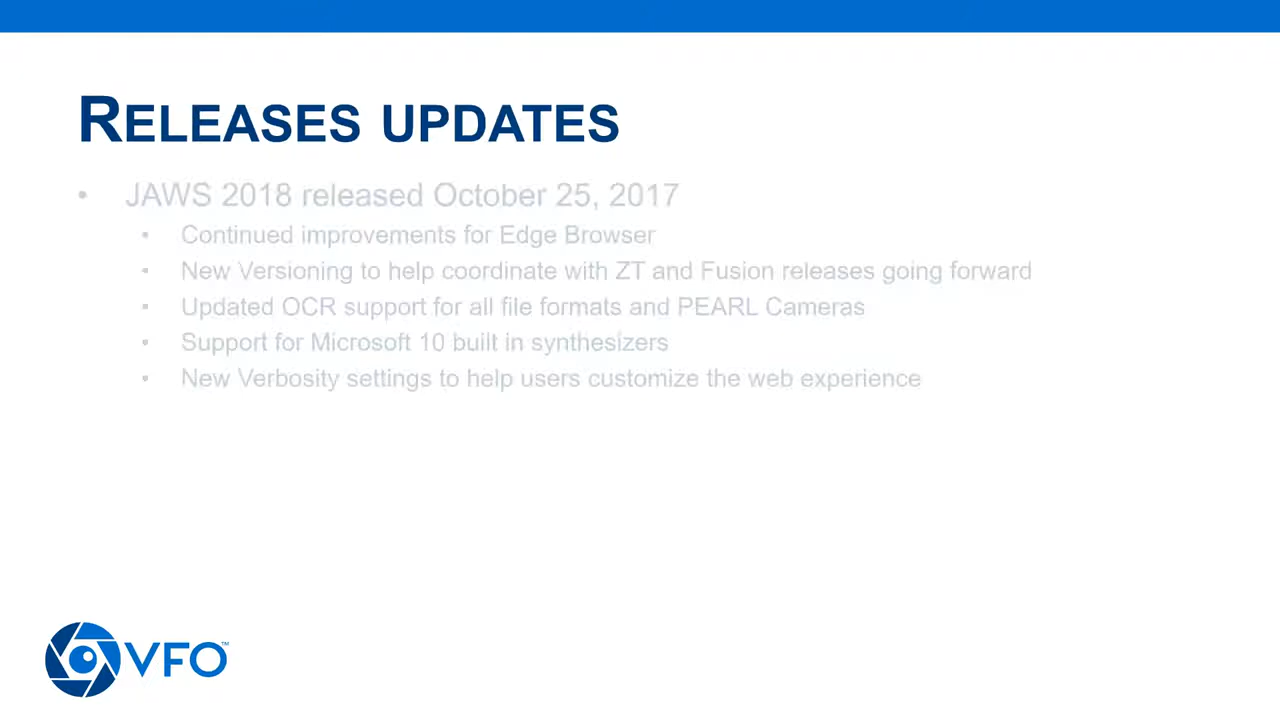 RELEASES UPDATES
• JAWS 2018 released October 25, 2017
• Continued improvements for Edge Browser
• New Versioning to help coordinate with ZT and Fusion releases going forward
• Updated OCR support for all file formats and PEARL Cameras
• Support for Microsoft 10 built in synthesizers
• New Verbosity settings to help users customize the web experience
VFO™